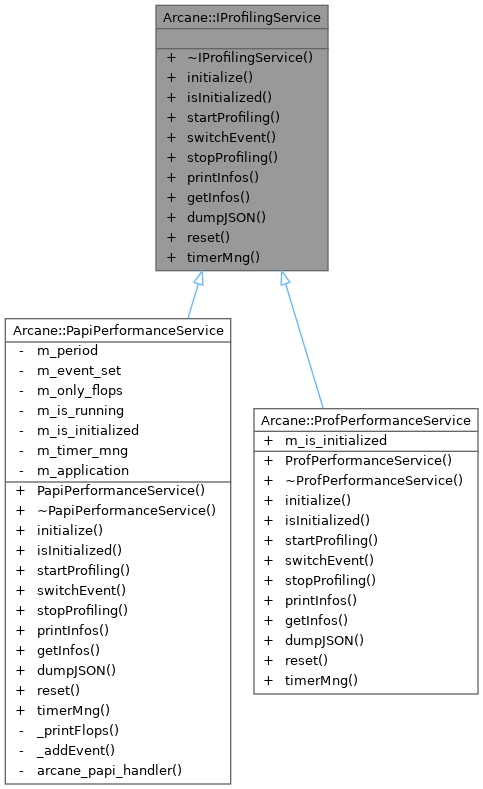 Arcane::IProfilingService
+ ~IProfilingService()
+ initialize()
+ isInitialized()
+ startProfiling()
+ switchEvent()
+ stopProfiling()
+ printInfos()
+ getInfos()
+ dumpJSON()
+ reset()
+ timerMng()
Arcane::PapiPerformanceService
- m_period
- m_event_set
- m_only_flops
- m_is_running
- m_is_initialized
- m_timer_mng
- m_application
+ PapiPerformanceService()
+ ~PapiPerformanceService()
+ initialize()
+ isInitialized()
+ startProfiling()
+ switchEvent()
+ stopProfiling()
+ printInfos()
+ getInfos()
+ dumpJSON()
+ reset()
+ timerMng()
- _printFlops()
- _addEvent()
- arcane_papi_handler()
Arcane::ProfPerformanceService
+ m_is_initialized
+ ProfPerformanceService()
+ ~ProfPerformanceService()
+ initialize()
+ isInitialized()
+ startProfiling()
+ switchEvent()
+ stopProfiling()
+ printInfos()
+ getInfos()
+ dumpJSON()
+ reset()
+ timerMng()